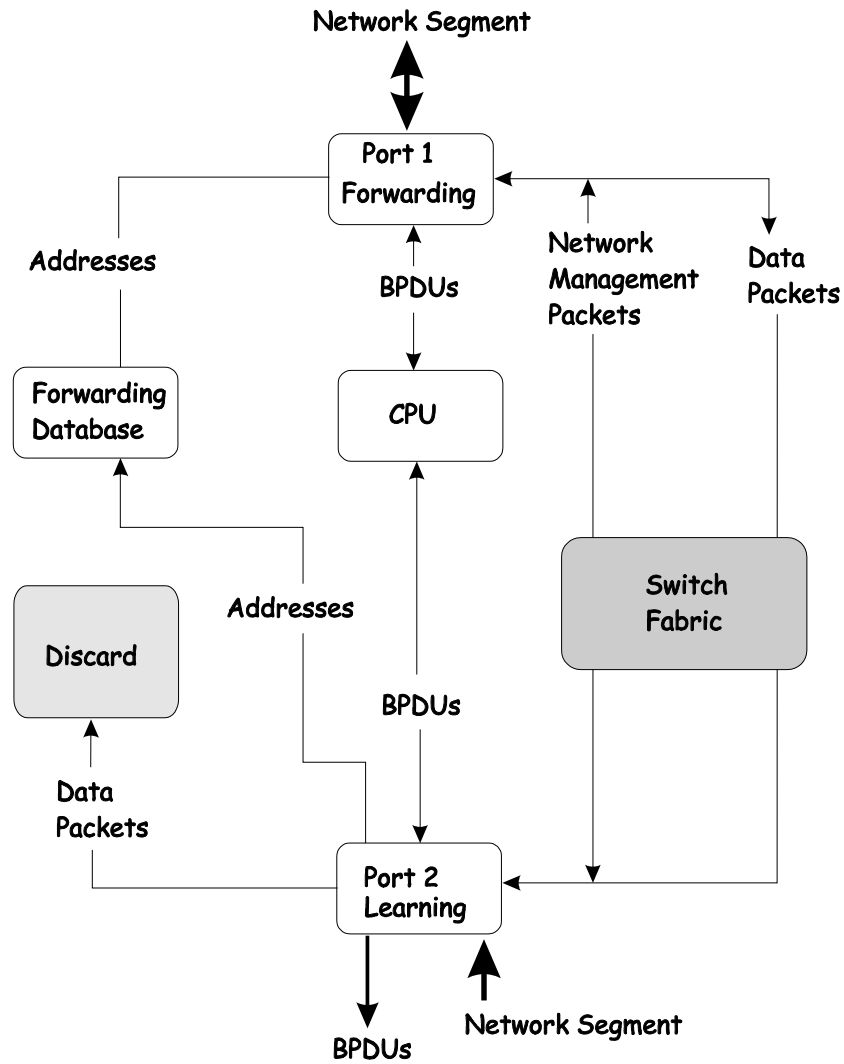 Network Segment
Port 1
Forwarding
Addresses
BPDUs
Network
Management
Packets
Data
Packets
Forwarding
Database
CPU
Switch
Fabric
Addresses
Discard
BPDUs
Data
Packets
Port 2
Learning
Network Segment
BPDUs